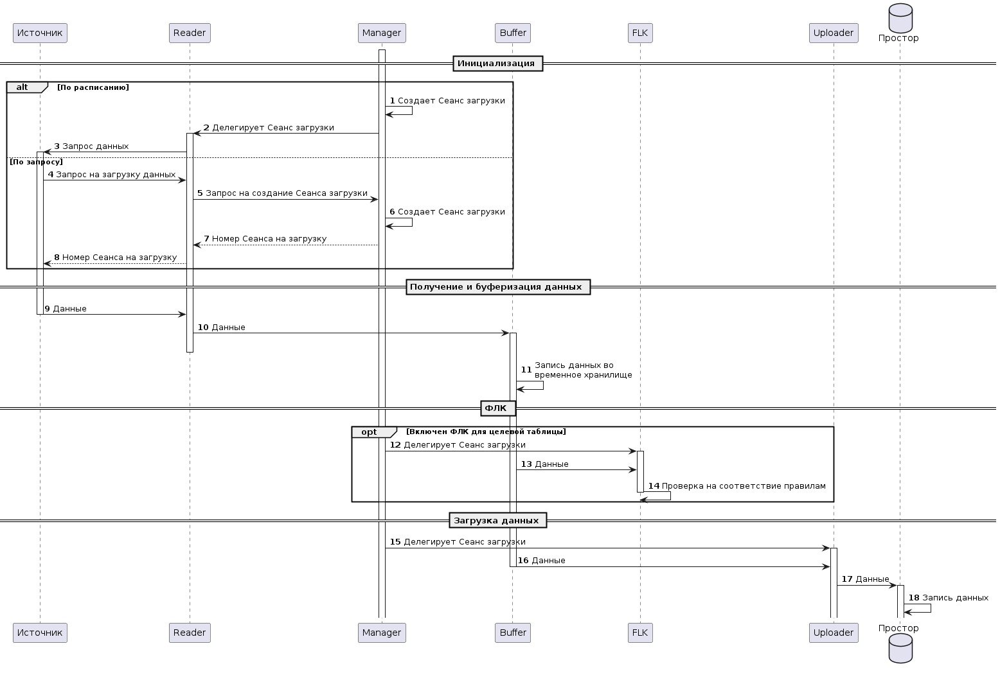 Простор
Источник
Reader
Manager
Buffer
FLK
Uploader
Инициализация
alt
[По расписанию]
1 Создает Сеанс загрузки
2 Делегирует Сеанс загрузки
3 Запрос данных
[По запросу]
4 Запрос на загрузку данных
5 Запрос на создание Сеанса загрузки
6 Создает Сеанс загрузки
7 Номер Сеанса на загрузку
8 Номер Сеанса на загрузку
Получение и буферизация данных
9 Данные
10 Данные
11 Запись данных во
временное хранилище
ФЛК
opt
[Включен ФЛК для целевой таблицы]
12 Делегирует Сеанс загрузки
13 Данные
14 Проверка на соответствие правилам
Загрузка данных
15 Делегирует Сеанс загрузки
16 Данные
17 Данные
18 Запись данных
Источник
Reader
Manager
Buffer
FLK
Uploader
Простор